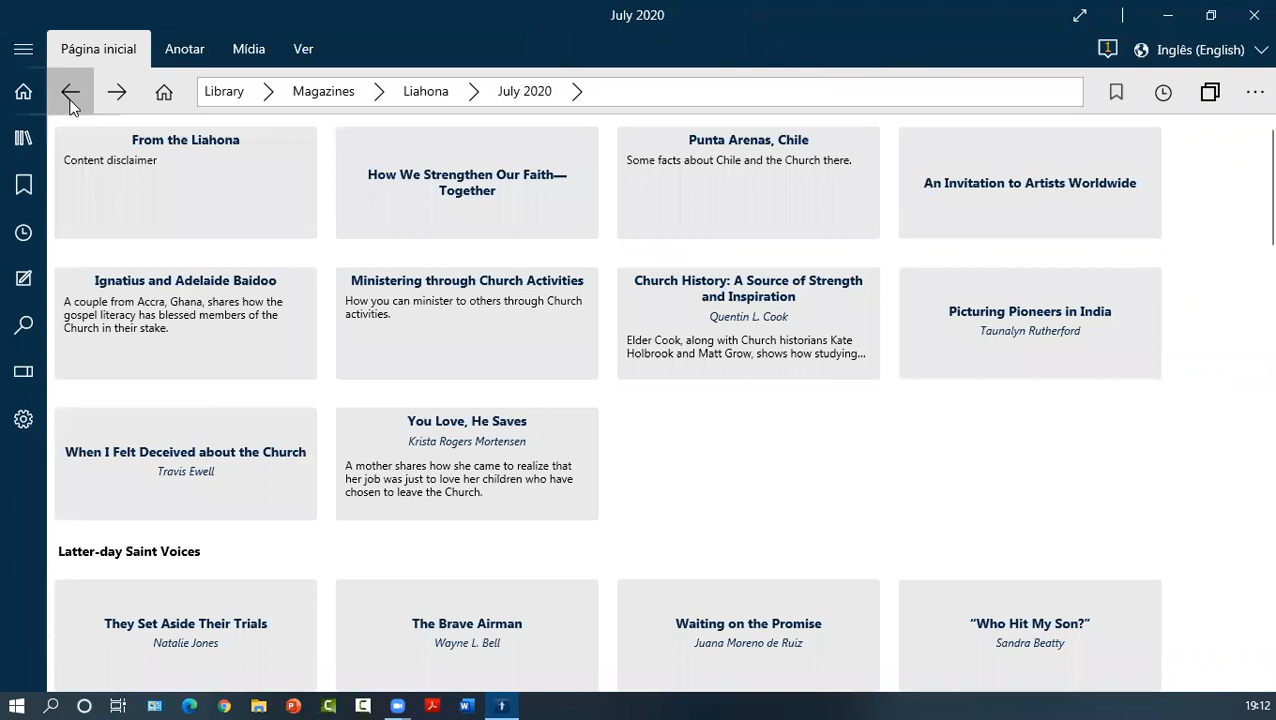 July 2020
Página inicial
Anotar
Mídia
Ver
1
Inglês (English)
Library
Magazines
Liahona
July 2020
From the Liahona
Content disclaimer
How We Strengthen Our Faith—
Together
Punta Arenas, Chile
Some facts about Chile and the Church there.
An Invitation to Artists Worldwide
Ignatius and Adelaide Baidoo
A couple from Accra, Ghana, shares how the
gospel literacy has blessed members of the
Church in their stake.
Ministering through Church Activities
How you can minister to others through Church
activities.
Church History: A Source of Strength
and Inspiration
Quentin L. Cook
Elder Cook, along with Church historians Kate
Holbrook and Matt Grow, shows how studying...
Picturing Pioneers in India
Taunalyn Rutherford
When I Felt Deceived about the Church
Travis Ewell
You Love, He Saves
Krista Rogers Mortensen
A mother shares how she came to realize that
her job was just to love her children who have
chosen to leave the Church.
Latter-day Saint Voices
They Set Aside Their Trials
Natalie Jones
The Brave Airman
Wayne L. Bell
Waiting on the Promise
Juana Moreno de Ruiz
“Who Hit My Son?”
Sandra Beatty
19:12